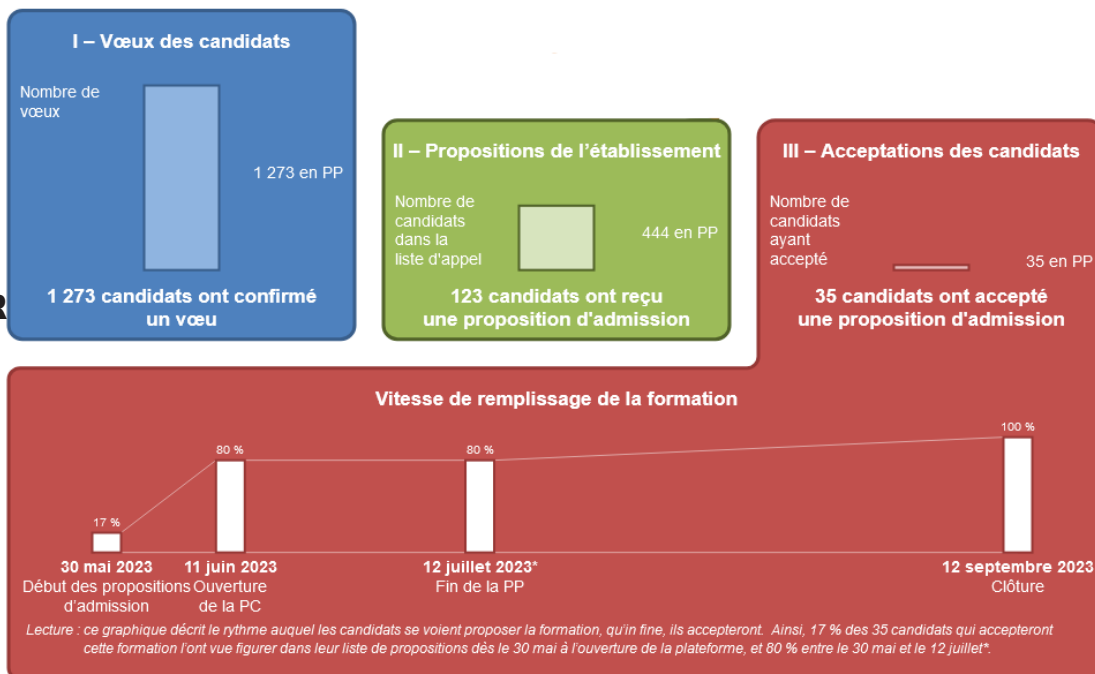 I – Vœux des candidats
Nombre de
vœux
1 273 en PP
1 273 candidats ont confirmé
un vœu
R
II – Propositions de l'établissement
Nombre de
candidats
dans la
liste d'appel
444 en PP
123 candidats ont reçu
une proposition d'admission
III – Acceptations des candidats
Nombre de
candidats
ayant
accepté
35 en PP
35 candidats ont accepté
une proposition d'admission
Vitesse de remplissage de la formation
17 %
80 %
80 %
100 %
30 mai 2023
Début des propositions
d'admission
11 juin 2023
Ouverture
de la PC
12 juillet 2023*
Fin de la PP
12 septembre 2023
Clôture
Lecture : ce graphique décrit le rythme auquel les candidats se voient proposer la formation, qu'in fine, ils accepteront. Ainsi, 17 % des 35 candidats qui accepteront
cette formation l'ont vue figurer dans leur liste de propositions dès le 30 mai à l'ouverture de la plateforme, et 80 % entre le 30 mai et le 12 juillet*.